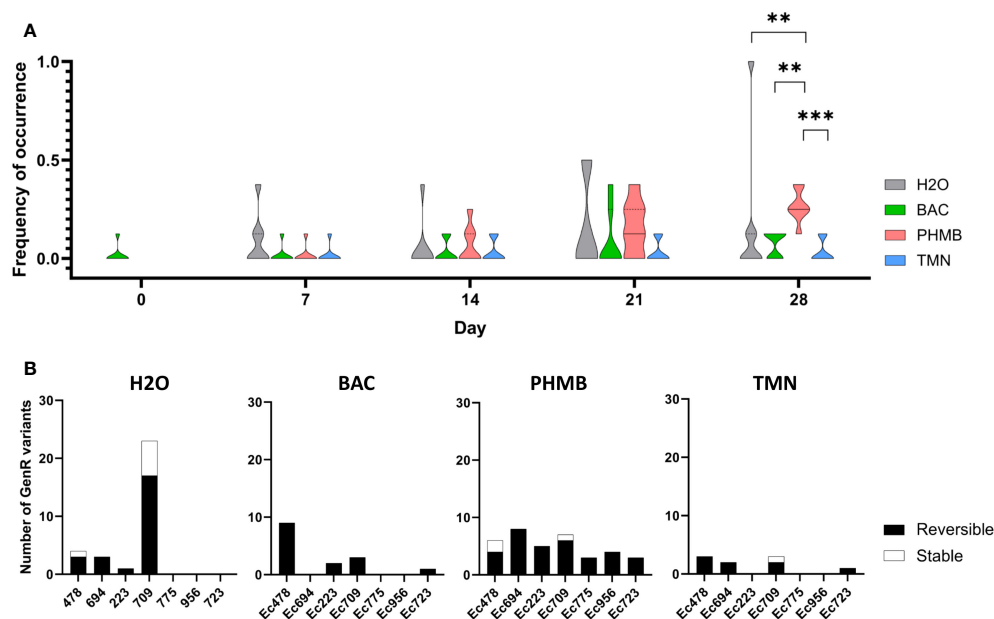 A
Frequency of occurrence
1.0
0.5
0.0
**
**
***
0 7 14 21 28
Day
H2O
BAC
PHMB
TMN
B
H2O
BAC
PHMB
TMN
Number of GenR variants
30
20
10
0
478 694 223 709 775 956 723
30
20
10
0
Ec478 Ec694 Ec223 Ec709 Ec775 Ec956 Ec723
30
20
10
0
Ec478 Ec694 Ec223 Ec709 Ec775 Ec956 Ec723
30
20
10
0
Ec478 Ec694 Ec223 Ec709 Ec775 Ec956 Ec723
Reversible
Stable